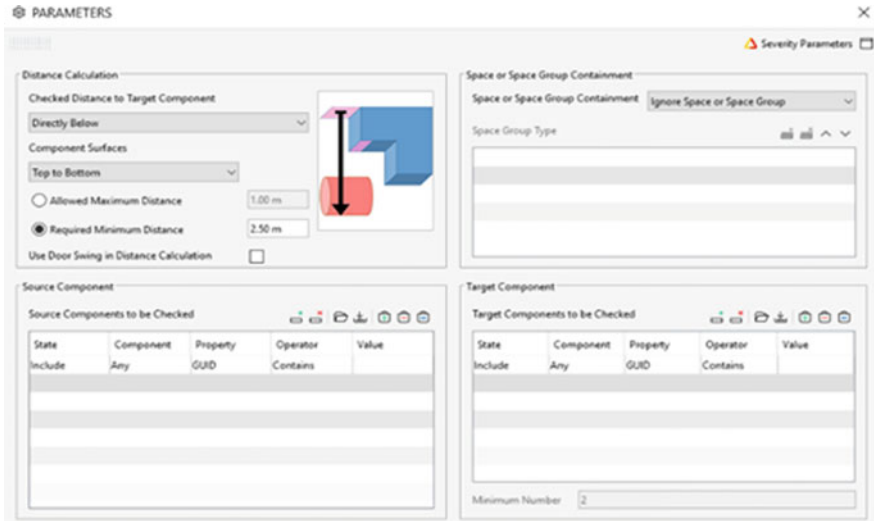 PARAMETERS
Severity Parameters
Distance Calculation
Checked Distance to Target Component
Directly Below
Component Surfaces
Top to Bottom
Allowed Maximum Distance 1.00 m
Required Minimum Distance 2.50 m
Use Door Swing in Distance Calculation
Space or Space Group Containment
Space or Space Group Containment Ignore Space or Space Group
Space Group Type
Source Component
Source Components to be Checked
State Component Property Operator Value
Include Any GUID Contains
Target Component
Target Components to be Checked
State Component Property Operator Value
Include Any GUID Contains
Minimum Number 2